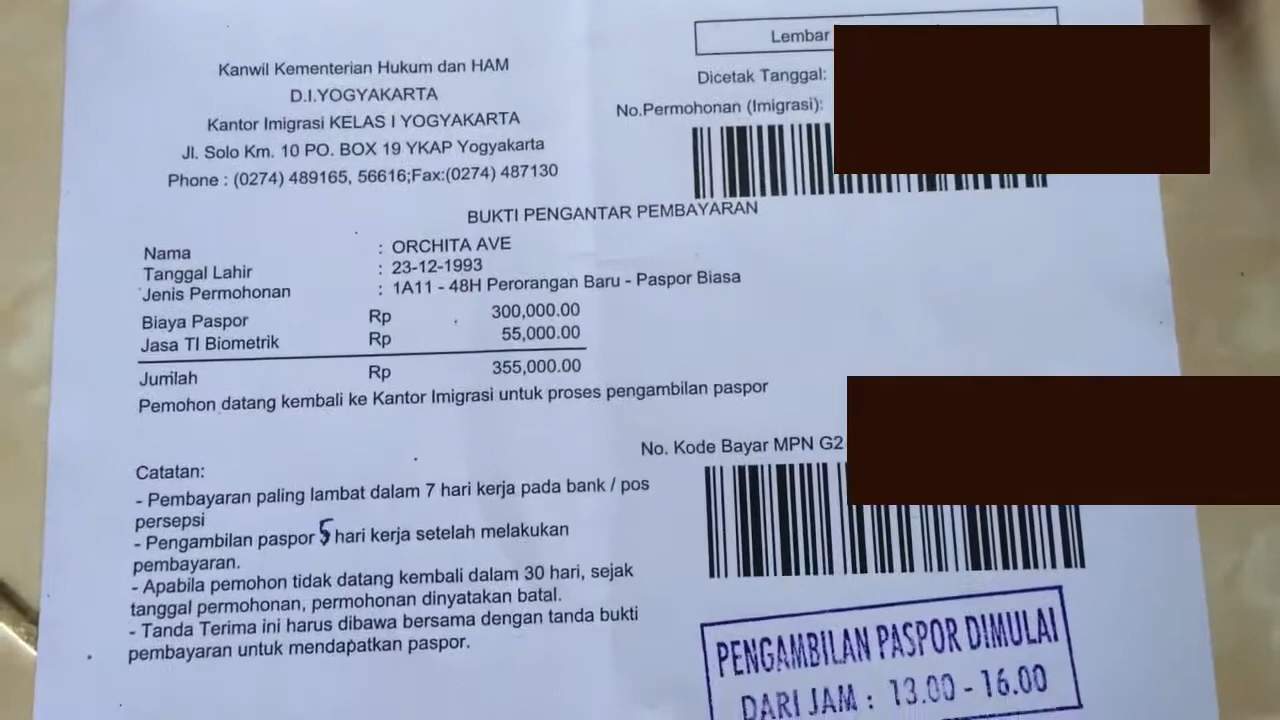 Lembar
Kanwil Kementerian Hukum dan HAM
D.I.YOGYAKARTA
Kantor Imigrasi KELAS I YOGYAKARTA
Jl. Solo Km. 10 PO. BOX 19 YKAP Yogyakarta
Phone : (0274) 489165, 56616;Fax:(0274) 487130
Dicetak Tanggal:
No.Permohonan (Imigrasi):
BUKTI PENGANTAR PEMBAYARAN
Nama : ORCHITA AVE
Tanggal Lahir : 23-12-1993
Jenis Permohonan : 1A11 - 48H Perorangan Baru - Paspor Biasa
Biaya Paspor Rp 300,000.00
Jasa TI Biometrik Rp 55,000.00
Jumlah Rp 355,000.00
Pemohon datang kembali ke Kantor Imigrasi untuk proses pengambilan paspor
No. Kode Bayar MPN G2
Catatan:
- Pembayaran paling lambat dalam 7 hari kerja pada bank / pos
persepsi
- Pengambilan paspor 5 hari kerja setelah melakukan
pembayaran.
- Apabila pemohon tidak datang kembali dalam 30 hari, sejak
tanggal permohonan, permohonan dinyatakan batal.
- Tanda Terima ini harus dibawa bersama dengan tanda bukti
pembayaran untuk mendapatkan paspor.
PENGAMBILAN PASPOR DIMULAI
DARI JAM : 13.00 - 16.00